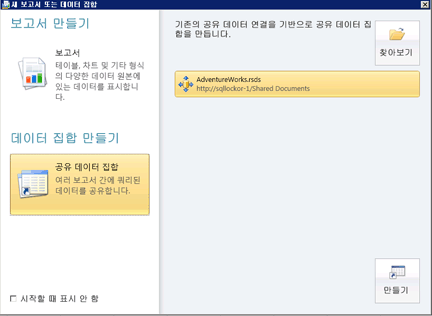 새 보고서 또는 데이터 집합
보고서 만들기
보고서
테이블, 차트 및 기타 형식
의 다양한 데이터 원본에
있는 데이터를 표시합니
다.
데이터 집합 만들기
공유 데이터 집합
여러 보고서 간에 쿼리된
데이터를 공유합니다.
시작할 때 표시 안 함
기존의 공유 데이터 연결을 기반으로 공유 데이터 집
합을 만듭니다.
찾아보기
AdventureWorks.rsds
http://sqllockor-1/Shared Documents
만들기